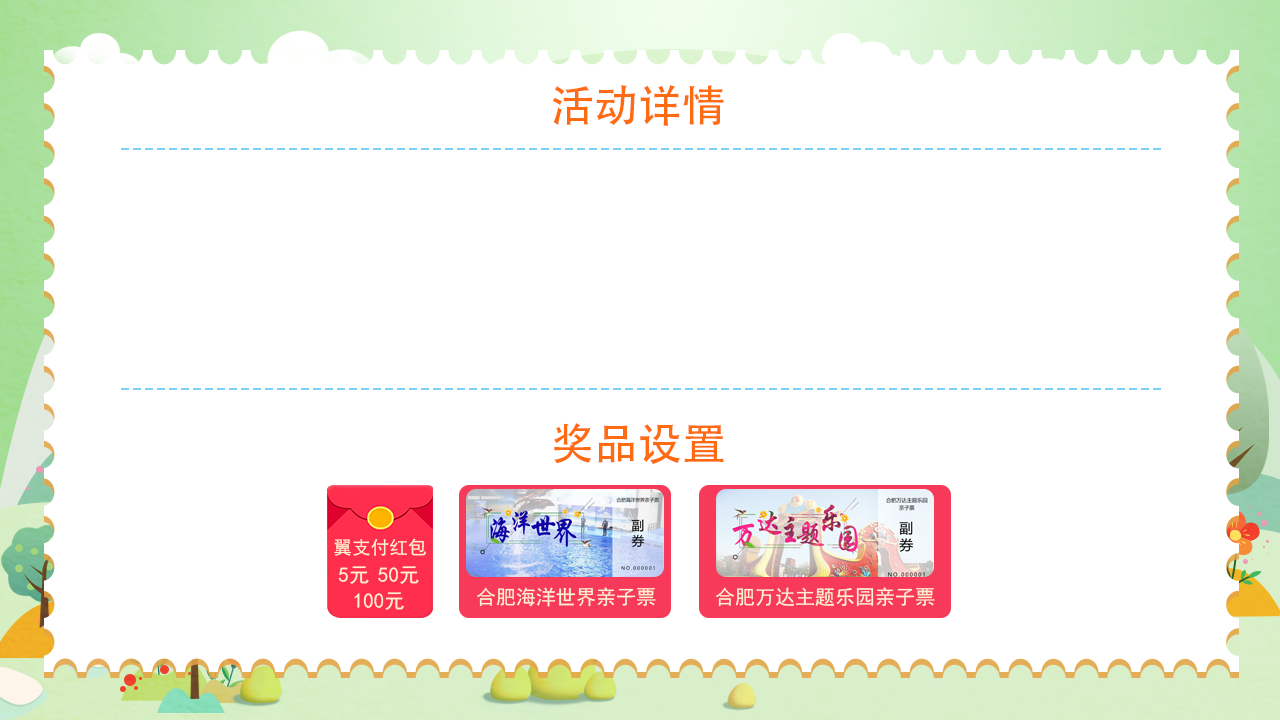 活动详情
奖品设置
翼支付红包
5元 50元
100元
合肥海洋世界亲子票
海洋世界
副
券
NO.000001
合肥海洋世界亲子票
合肥万达主题乐园
亲子票
万达主题乐园
副
券
NO.000001
合肥万达主题乐园亲子票